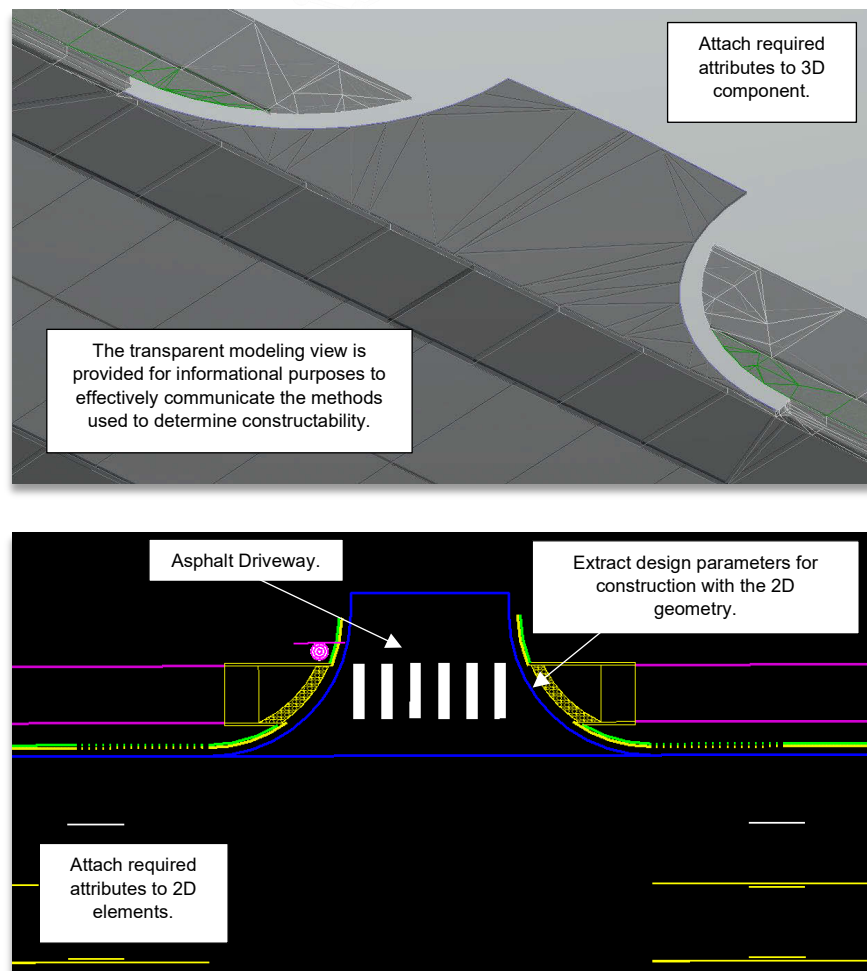 Attach required
attributes to 3D
component.
The transparent modeling view is
provided for informational purposes to
effectively communicate the methods
used to determine constructability.
Asphalt Driveway.
Extract design parameters for
construction with the 2D
geometry.
Attach required
attributes to 2D
elements.